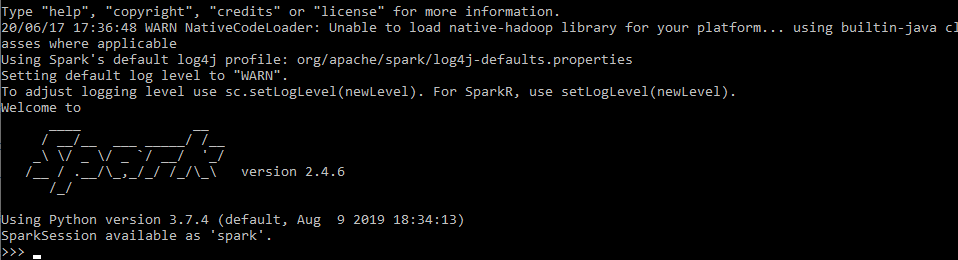 Type "help", "copyright", "credits" or "license" for more information.
20/06/17 17:36:48 WARN NativeCodeLoader: Unable to load native-hadoop library for your platform... using builtin-java cl
asses where applicable
Using Spark's default log4j profile: org/apache/spark/log4j-defaults.properties
Setting default log level to "WARN".
To adjust logging level use sc.setLogLevel(newLevel). For SparkR, use setLogLevel(newLevel).
Welcome to
      ____              __
     / __/__  ___ _____/ /__
    _\ \/ _ \/ _ `/ __/  '_/
   /__ / .__/\_,_/_/ /_/\_\   version 2.4.6
      /_/
Using Python version 3.7.4 (default, Aug  9 2019 18:34:13)
SparkSession available as 'spark'.
>>> _